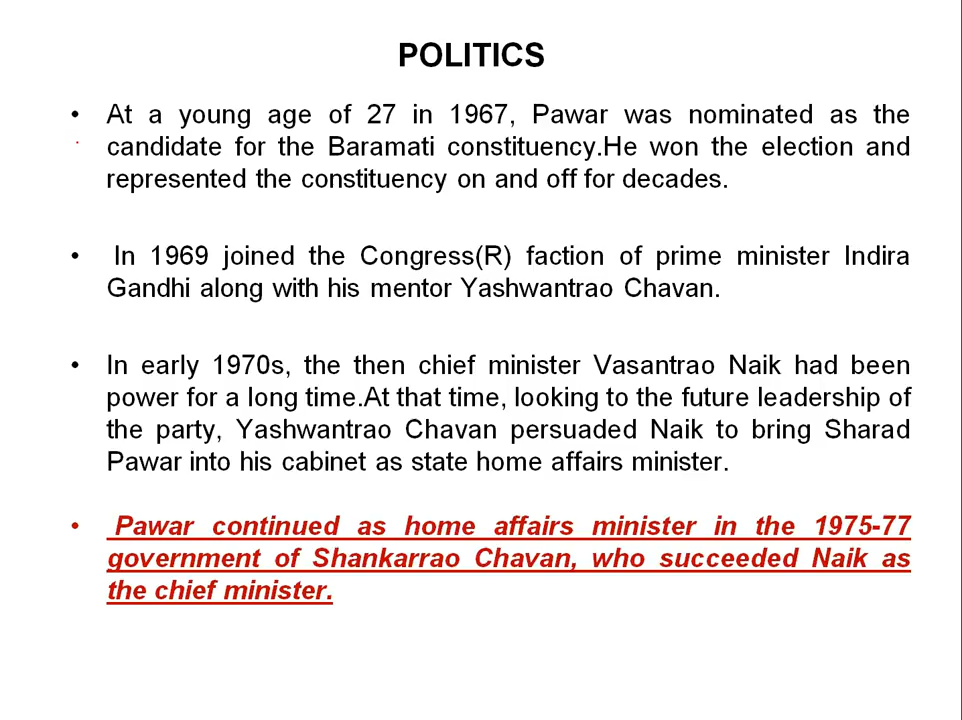 POLITICS
• At a young age of 27 in 1967, Pawar was nominated as the
candidate for the Baramati constituency.He won the election and
represented the constituency on and off for decades.
• In 1969 joined the Congress(R) faction of prime minister Indira
Gandhi along with his mentor Yashwantrao Chavan.
• In early 1970s, the then chief minister Vasantrao Naik had been
power for a long time.At that time, looking to the future leadership of
the party, Yashwantrao Chavan persuaded Naik to bring Sharad
Pawar into his cabinet as state home affairs minister.
• Pawar continued as home affairs minister in the 1975-77
government of Shankarrao Chavan, who succeeded Naik as
the chief minister.